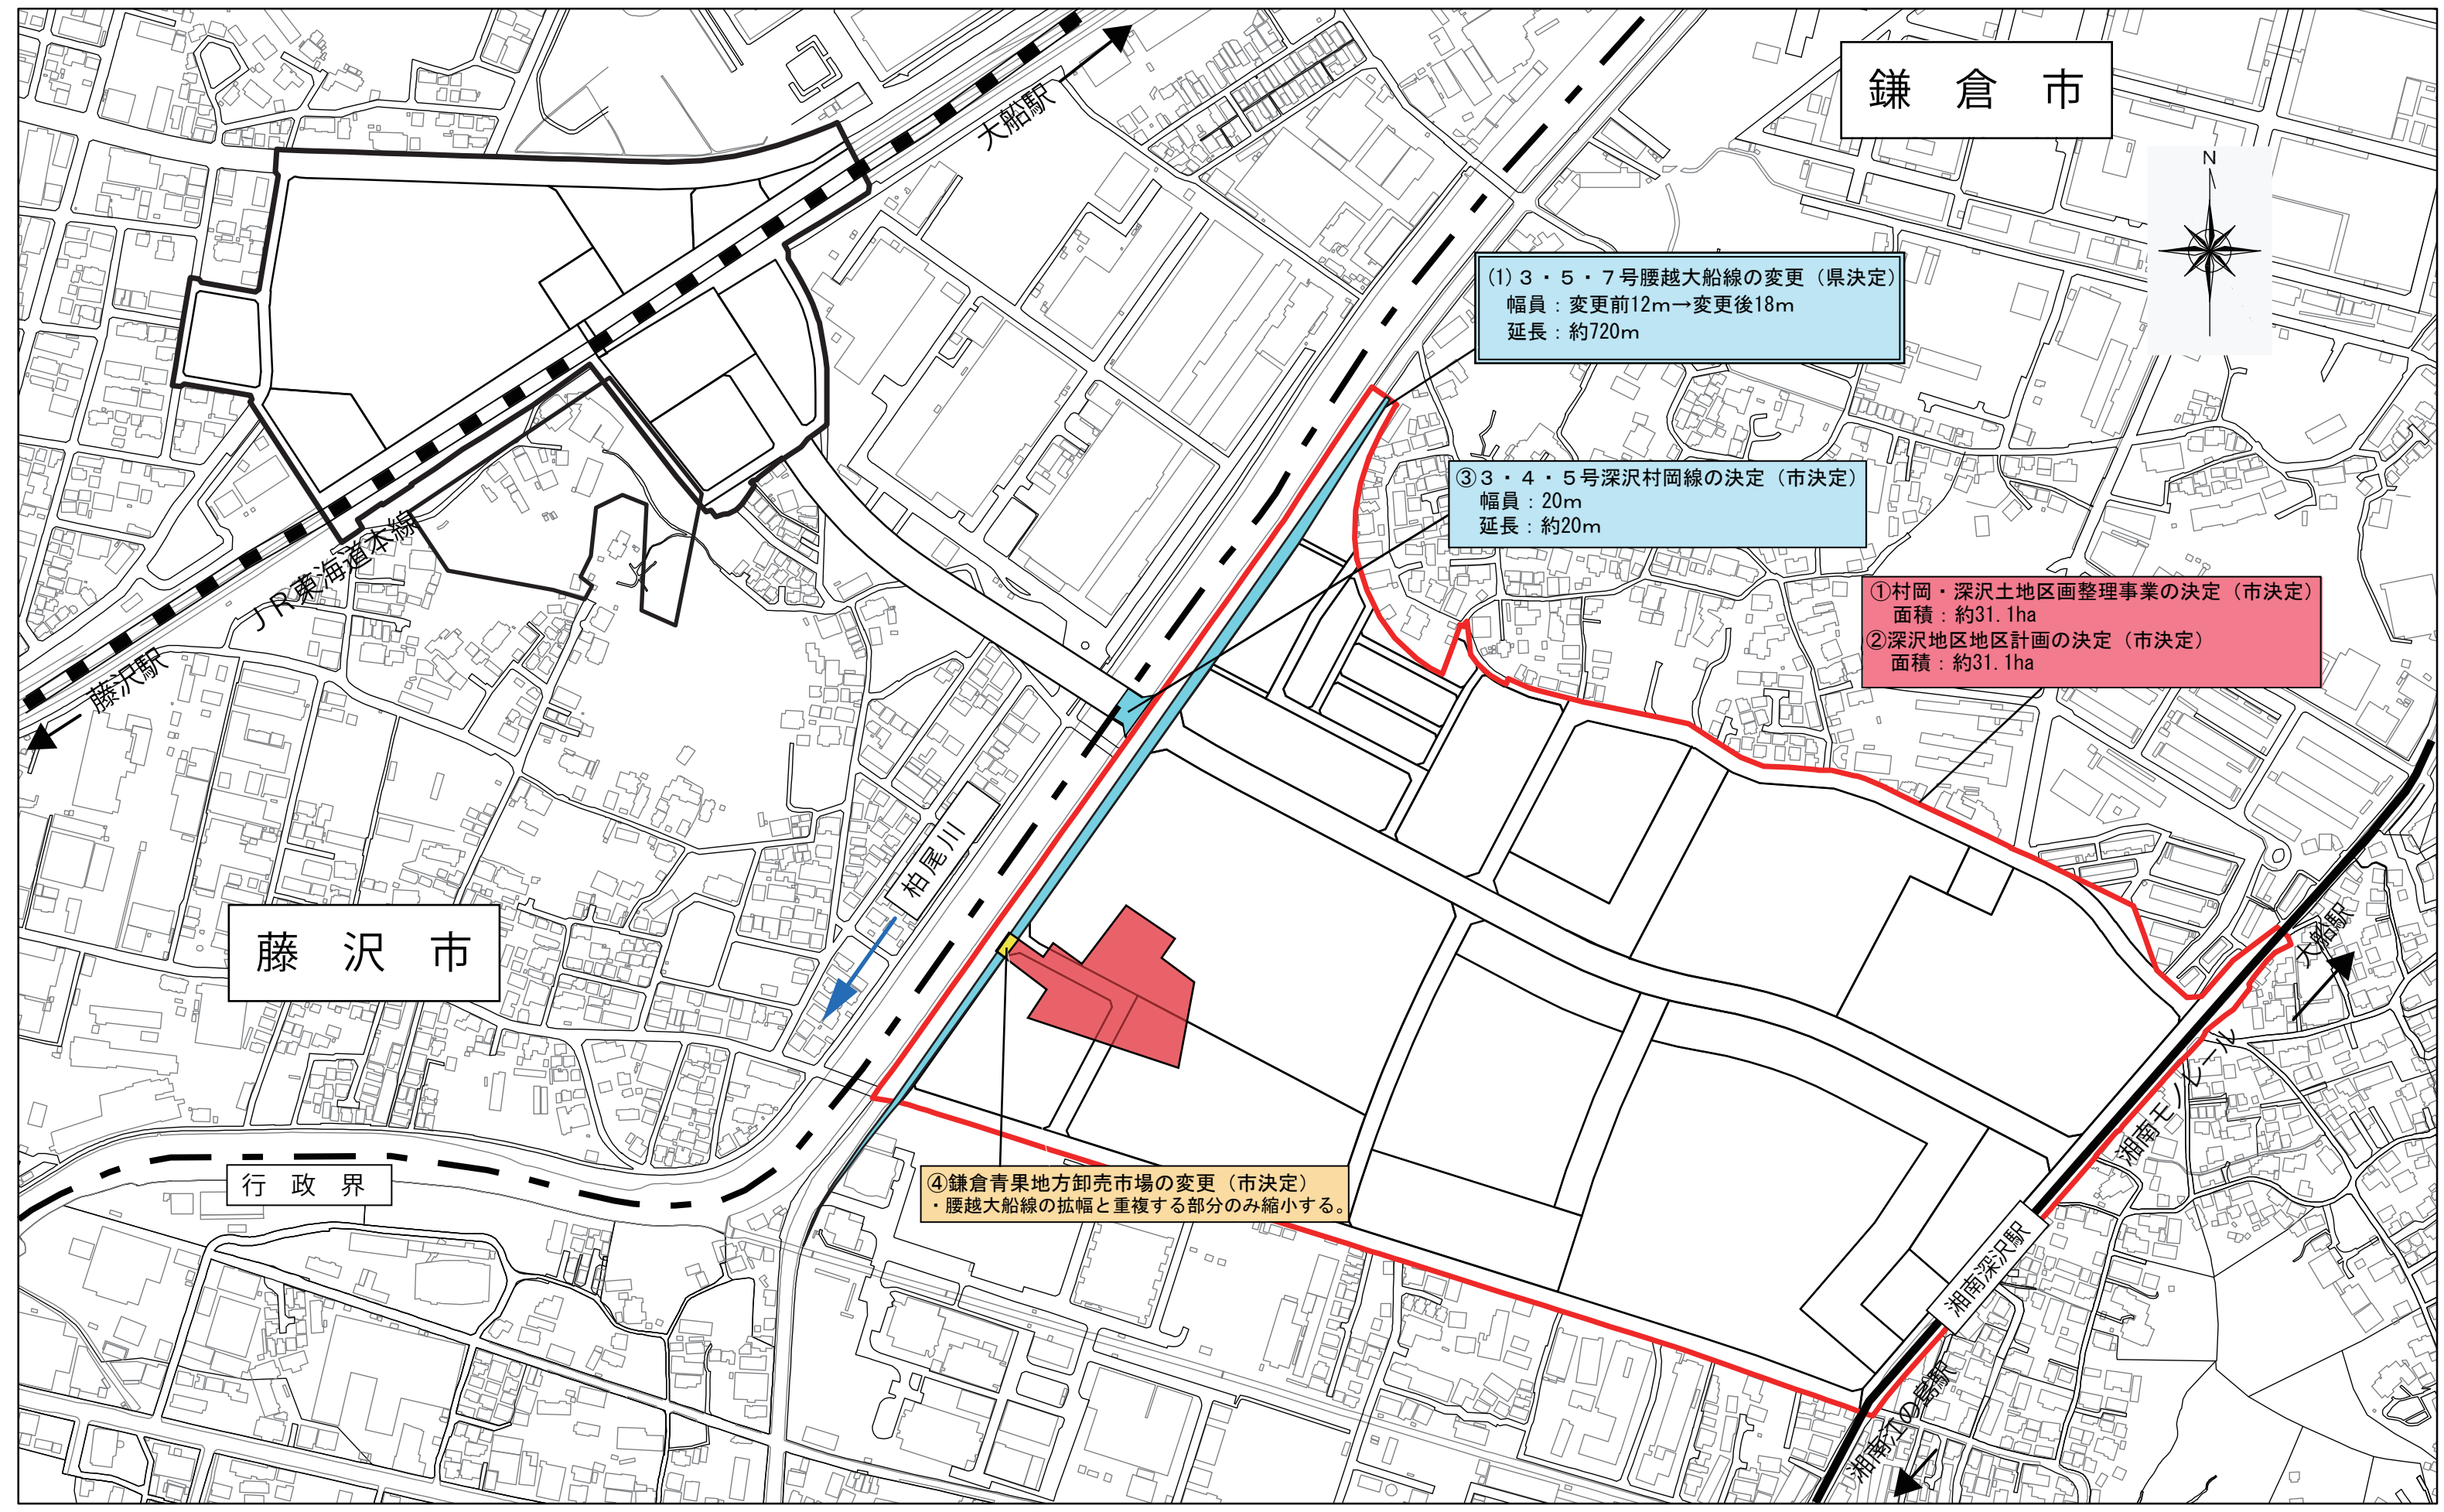 鎌倉市
N
大船駅
(1)3・5・7号腰越大船線の変更(県決定)
幅員:変更前12m→変更後18m
延長:約720m
③3・4・5号深沢村岡線の決定(市決定)
幅員:20m
延長:約20m
①村岡・深沢土地区画整理事業の決定(市決定)
面積:約31.1ha
②深沢地区地区計画の決定(市決定)
面積:約31.1ha
JR東海道本線
藤沢駅
柏尾川
藤沢市
大船駅
湘南モノレール
行政界
④鎌倉青果地方卸売市場の変更(市決定)
・腰越大船線の拡幅と重複する部分のみ縮小する。
湘南深沢駅
湘南江の島駅